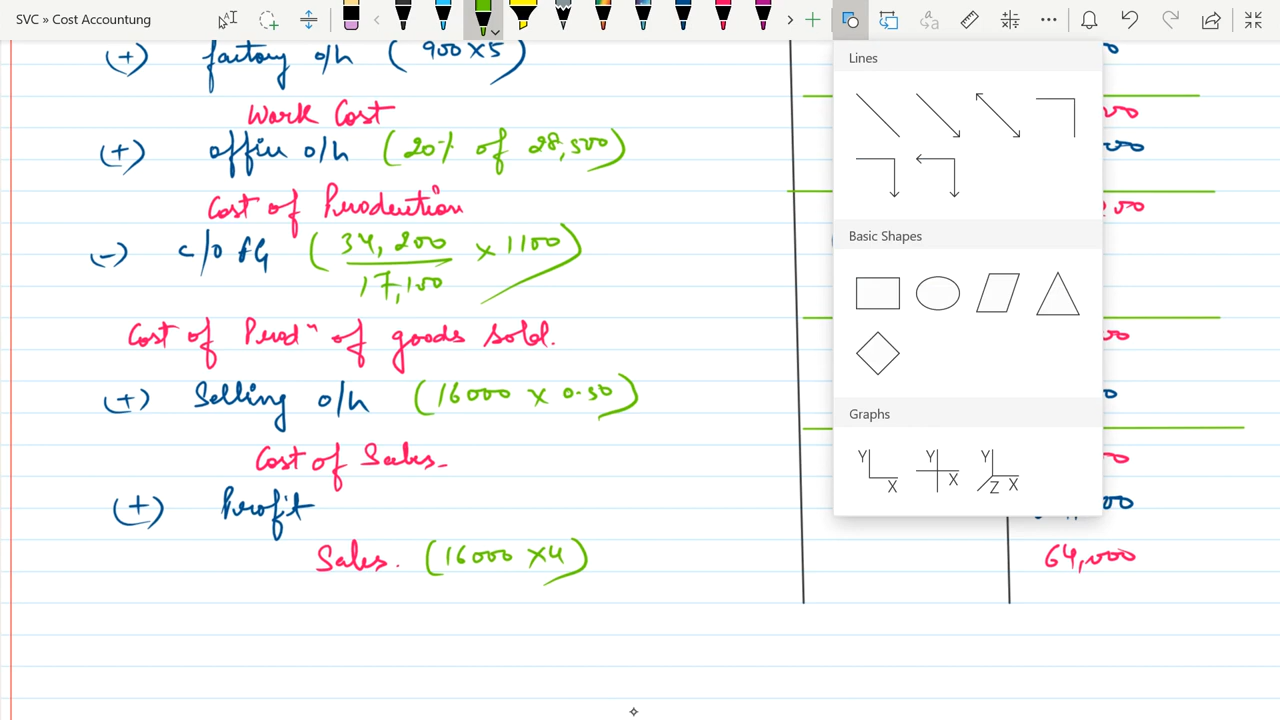 SVC » Cost Accountung
(+) factory o/h (900 x 5)
Work Cost
(+) office o/h (20% of 28,500)
Cost of Production
(-) c/o FG (34,200 / 17,100 x 1100)
Cost of Prodⁿ of goods sold.
(+) Selling o/h (16000 x 0.50)
Cost of Sales.
(+) Profit
Sales. (16000 x 4) 64,000
Lines
Basic Shapes
Graphs
Y X
Y X
Y Z X